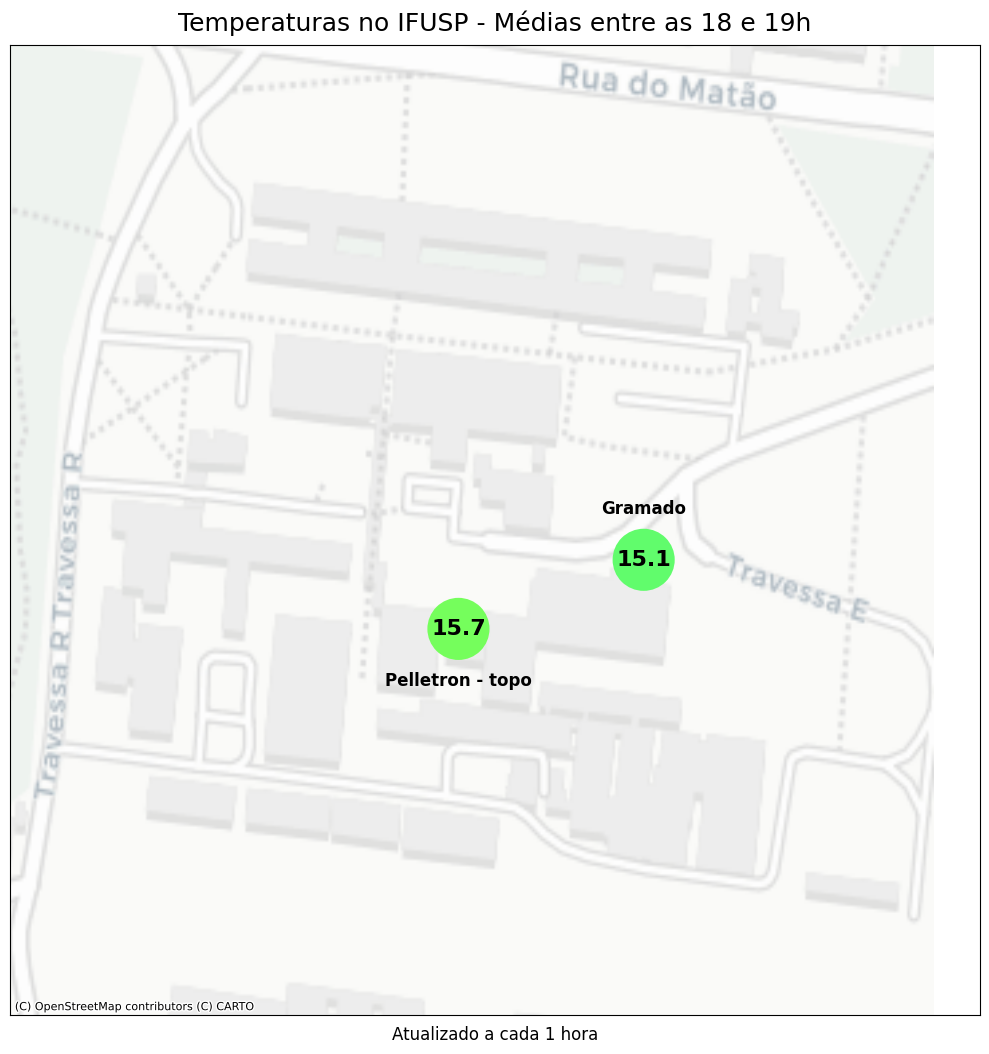 Temperaturas no IFUSP - Médias entre as 18 e 19h
Rua do Matão
Travessa R Travessa R Travessa R
Gramado
15.1
Travessa E
15.7
Pelletron - topo
(C) OpenStreetMap contributors (C) CARTO
Atualizado a cada 1 hora